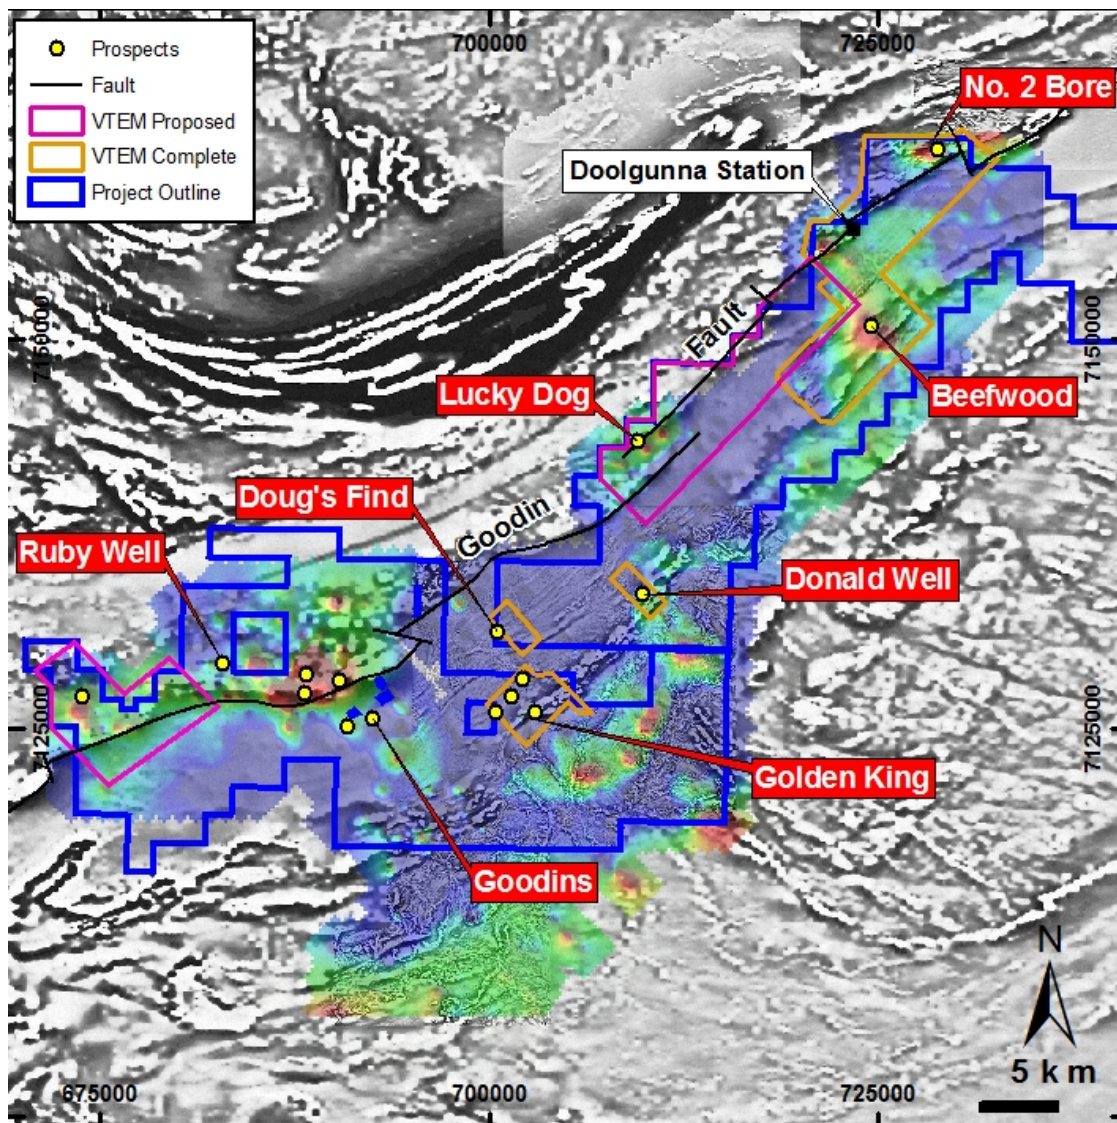 700000
725000
Prospects
Fault
VTEM Proposed
VTEM Complete
Project Outline
No. 2 Bore
Doolgunna Station
7150000
7150000
Fault
Lucky Dog
Beefwood
Doug's Find
Goodin
Ruby Well
Donald Well
7125000
7125000
Golden King
Goodins
N
675000
700000
725000
5 km